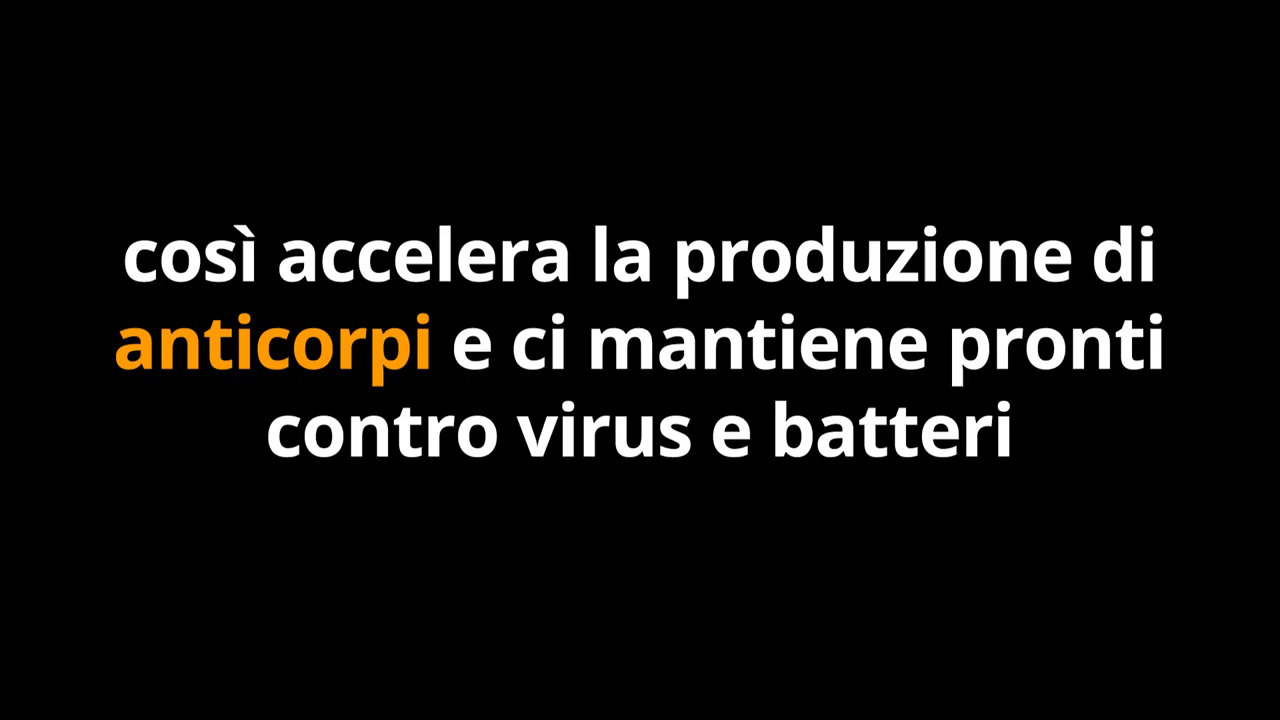 così accelera la produzione di
anticorpi e ci mantiene pronti
contro virus e batteri